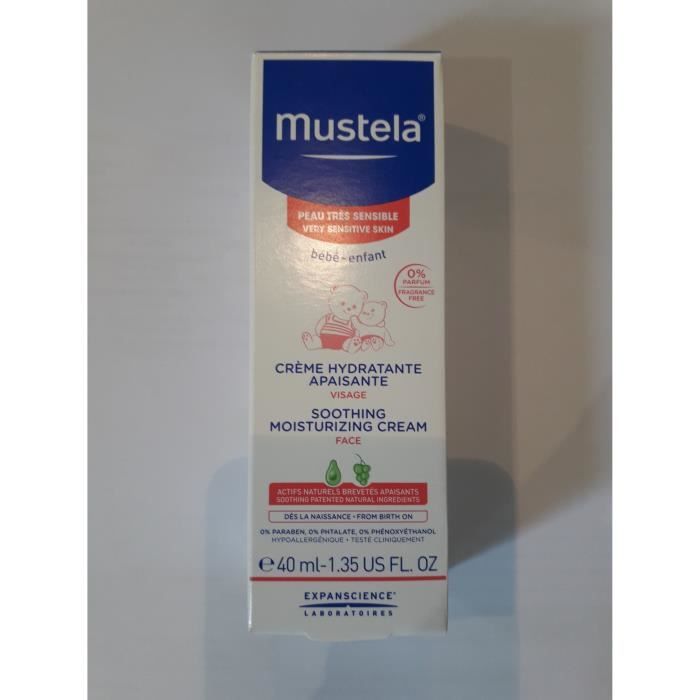 mustela®
PEAU TRÈS SENSIBLE
VERY SENSITIVE SKIN
bébé-enfant
0%
PARFUM
FRAGRANCE
FREE
CRÈME HYDRATANTE
APAISANTE
VISAGE
SOOTHING
MOISTURIZING CREAM
FACE
ACTIFS NATURELS BREVETÉS APAISANTS
SOOTHING PATENTED NATURAL INGREDIENTS
DÈS LA NAISSANCE • FROM BIRTH ON
0% PARABEN, 0% PHTALATE, 0% PHÉNOXYÉTHANOL
HYPOALLERGÉNIQUE • TESTÉ CLINIQUEMENT
℮ 40 ml-1.35 US FL. OZ
EXPANSCIENCE®
LABORATOIRES